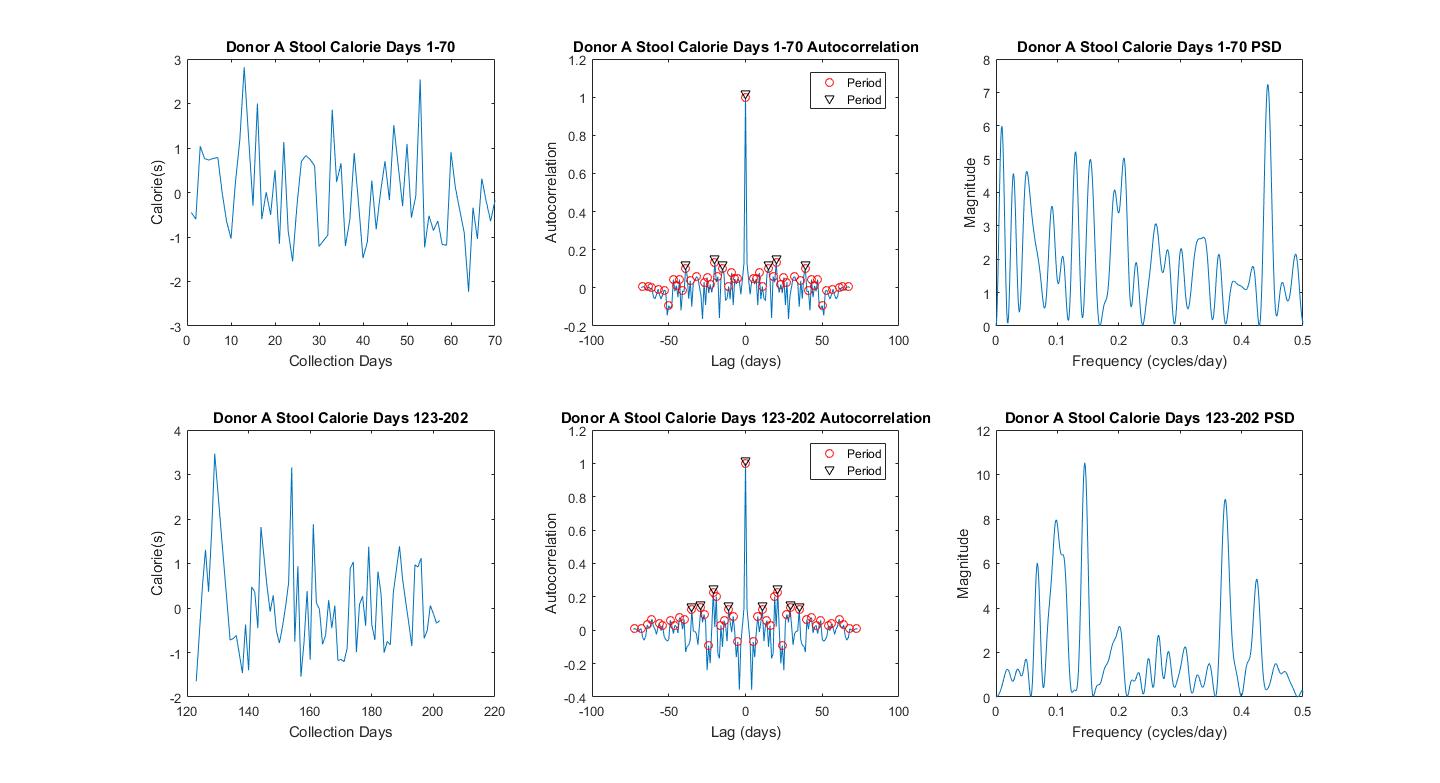 Donor A Stool Calorie Days 1-70
3
2
1
0
-1
-2
-3
0 10 20 30 40 50 60 70
Calorie(s)
Collection Days
Donor A Stool Calorie Days 1-70 Autocorrelation
1.2
1
0.8
0.6
0.4
0.2
0
-0.2
-100 -50 0 50 100
Autocorrelation
Lag (days)
Period
Period
Donor A Stool Calorie Days 1-70 PSD
8
7
6
5
4
3
2
1
0
0 0.1 0.2 0.3 0.4 0.5
Magnitude
Frequency (cycles/day)
Donor A Stool Calorie Days 123-202
4
3
2
1
0
-1
-2
120 140 160 180 200 220
Calorie(s)
Collection Days
Donor A Stool Calorie Days 123-202 Autocorrelation
1.2
1
0.8
0.6
0.4
0.2
0
-0.2
-0.4
-100 -50 0 50 100
Autocorrelation
Lag (days)
Period
Period
Donor A Stool Calorie Days 123-202 PSD
12
10
8
6
4
2
0
0 0.1 0.2 0.3 0.4 0.5
Magnitude
Frequency (cycles/day)